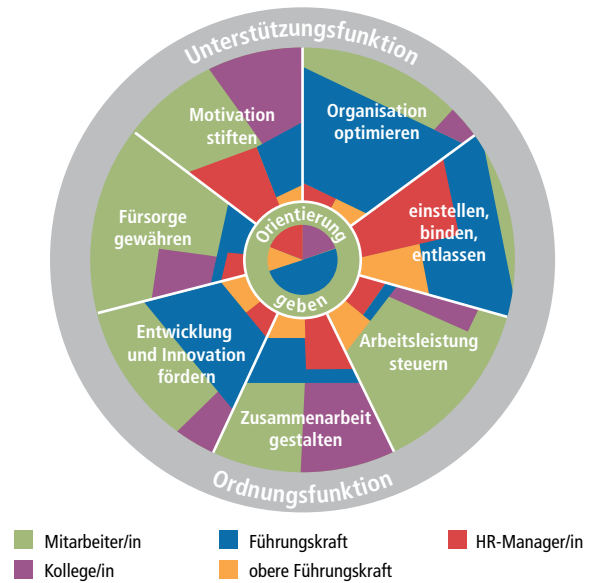 Unterstützungsfunktion
Motivation
stiften
Organisation
optimieren
Fürsorge
gewähren
einstellen,
binden,
entlassen
Orientierung
geben
Entwicklung
und Innovation
fördern
Arbeitsleistung
steuern
Zusammenarbeit
gestalten
Ordnungsfunktion
Mitarbeiter/in
Führungskraft
HR-Manager/in
Kollege/in
obere Führungskraft